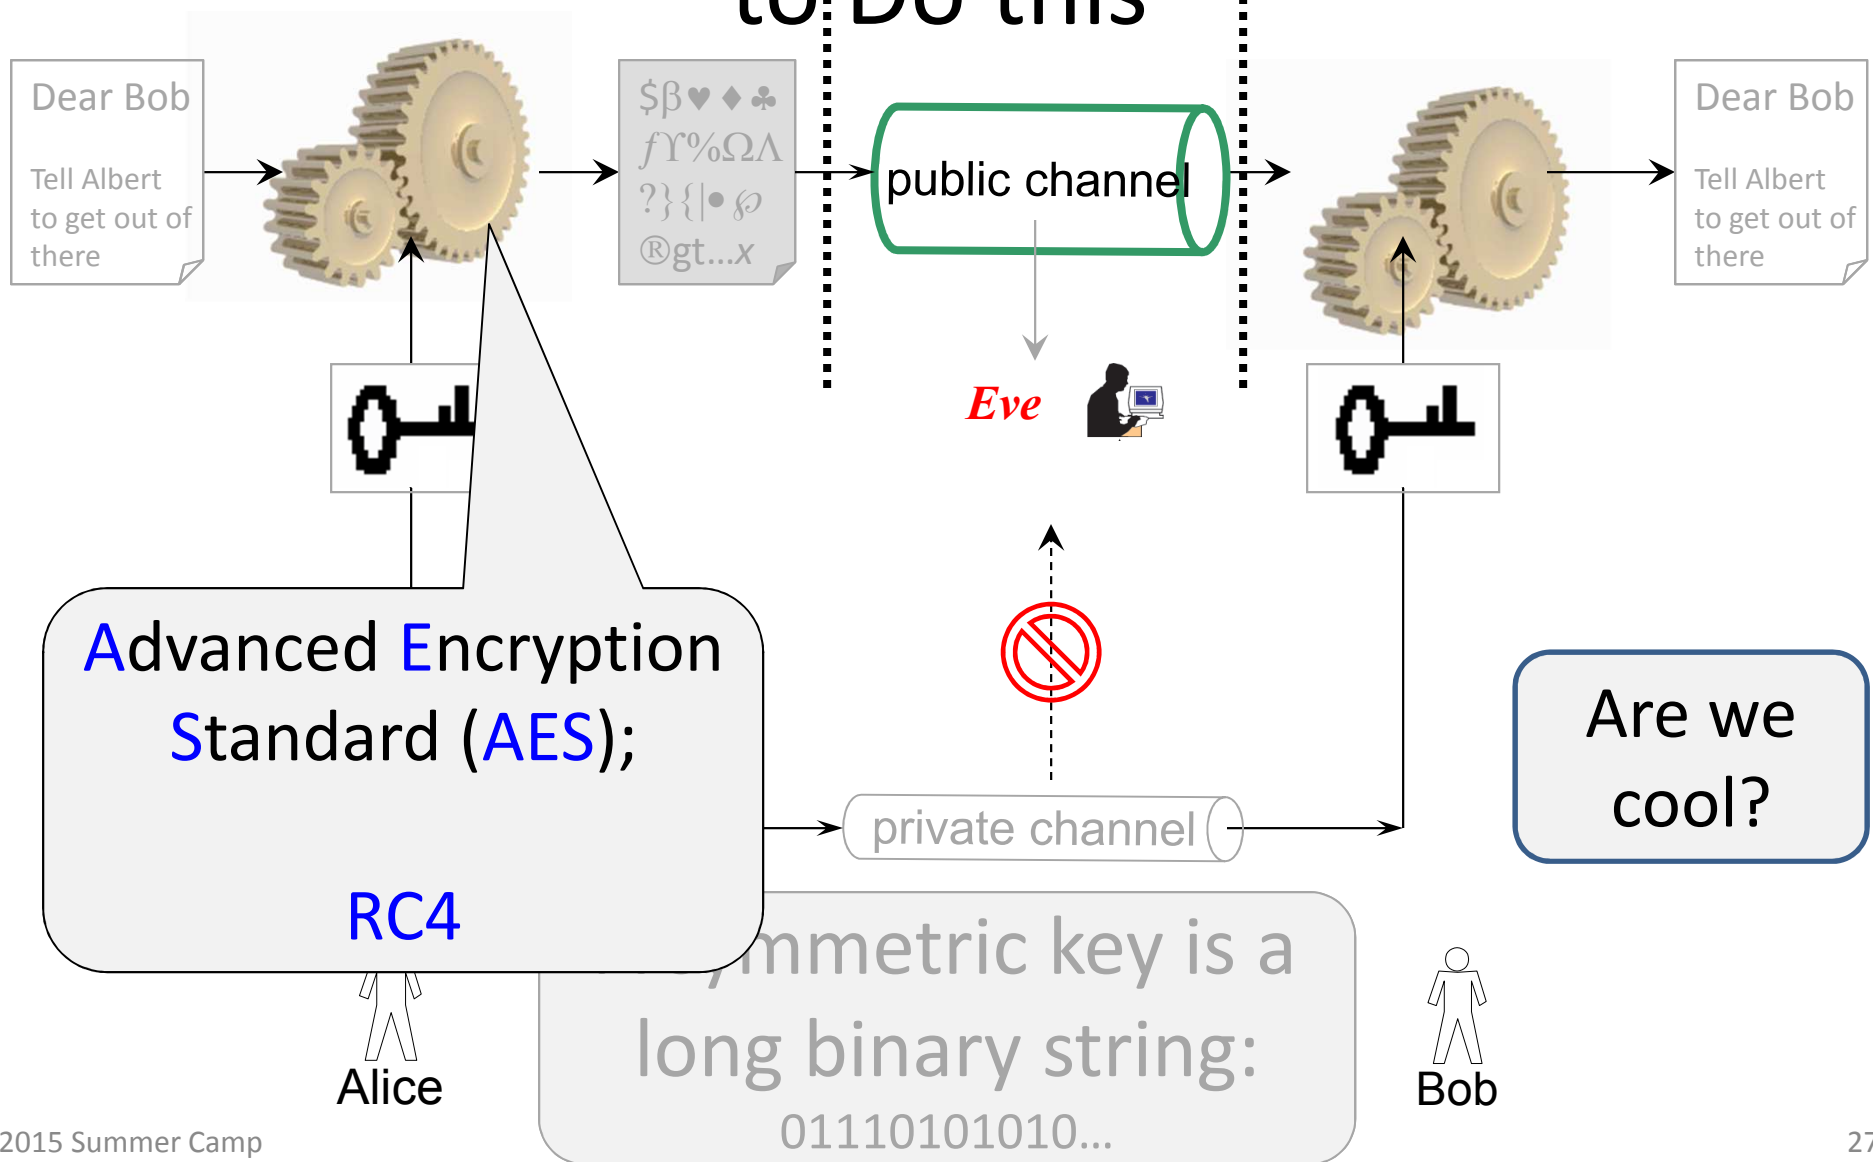 to Do this
Dear Bob
Tell Albert
to get out of
there
$β♥♦♣
ƒϒ%ΩΛ
?}{|•℘
®gt...x
public channel
Dear Bob
Tell Albert
to get out of
there
Eve
Advanced Encryption
Standard (AES);
RC4
private channel
Are we
cool?
symmetric key is a
long binary string:
01110101010...
Alice
Bob
2015 Summer Camp
27